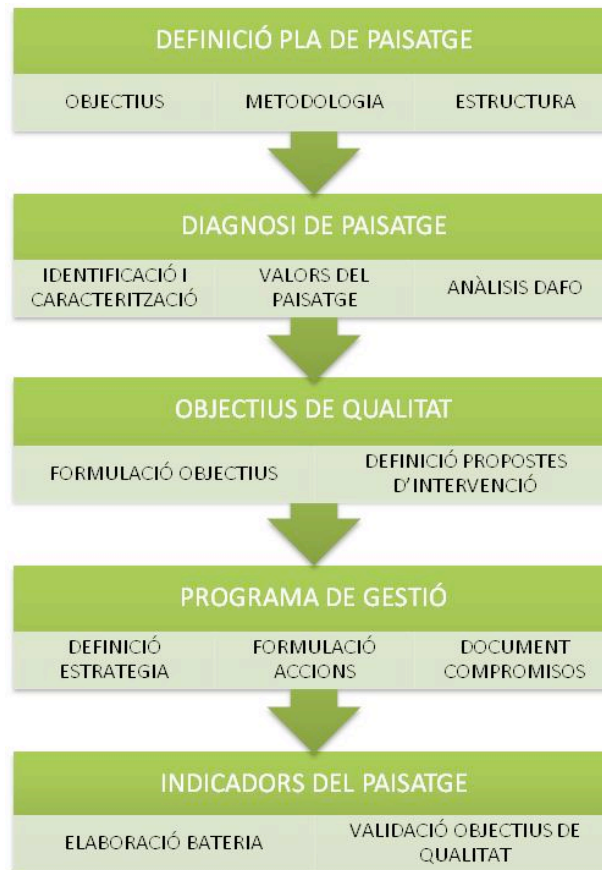 DEFINICIÓ PLA DE PAISATGE
OBJECTIUS
METODOLOGIA
ESTRUCTURA
DIAGNOSI DE PAISATGE
IDENTIFICACIÓ I
CARACTERITZACIÓ
VALORS DEL
PAISATGE
ANÀLISIS DAFO
OBJECTIUS DE QUALITAT
FORMULACIÓ OBJECTIUS
DEFINICIÓ PROPOSTES
D'INTERVENCIÓ
PROGRAMA DE GESTIÓ
DEFINICIÓ
ESTRATEGIA
FORMULACIÓ
ACCIONS
DOCUMENT
COMPROMISOS
INDICADORS DEL PAISATGE
ELABORACIÓ BATERIA
VALIDACIÓ OBJECTIUS DE
QUALITAT